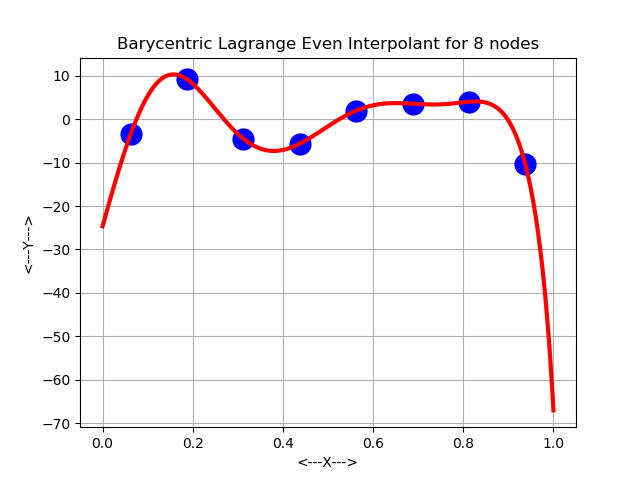 Barycentric Lagrange Even Interpolant for 8 nodes
10
0
−10
−20
−30
−40
−50
−60
−70
<---Y--->
0.0 0.2 0.4 0.6 0.8 1.0
<---X--->